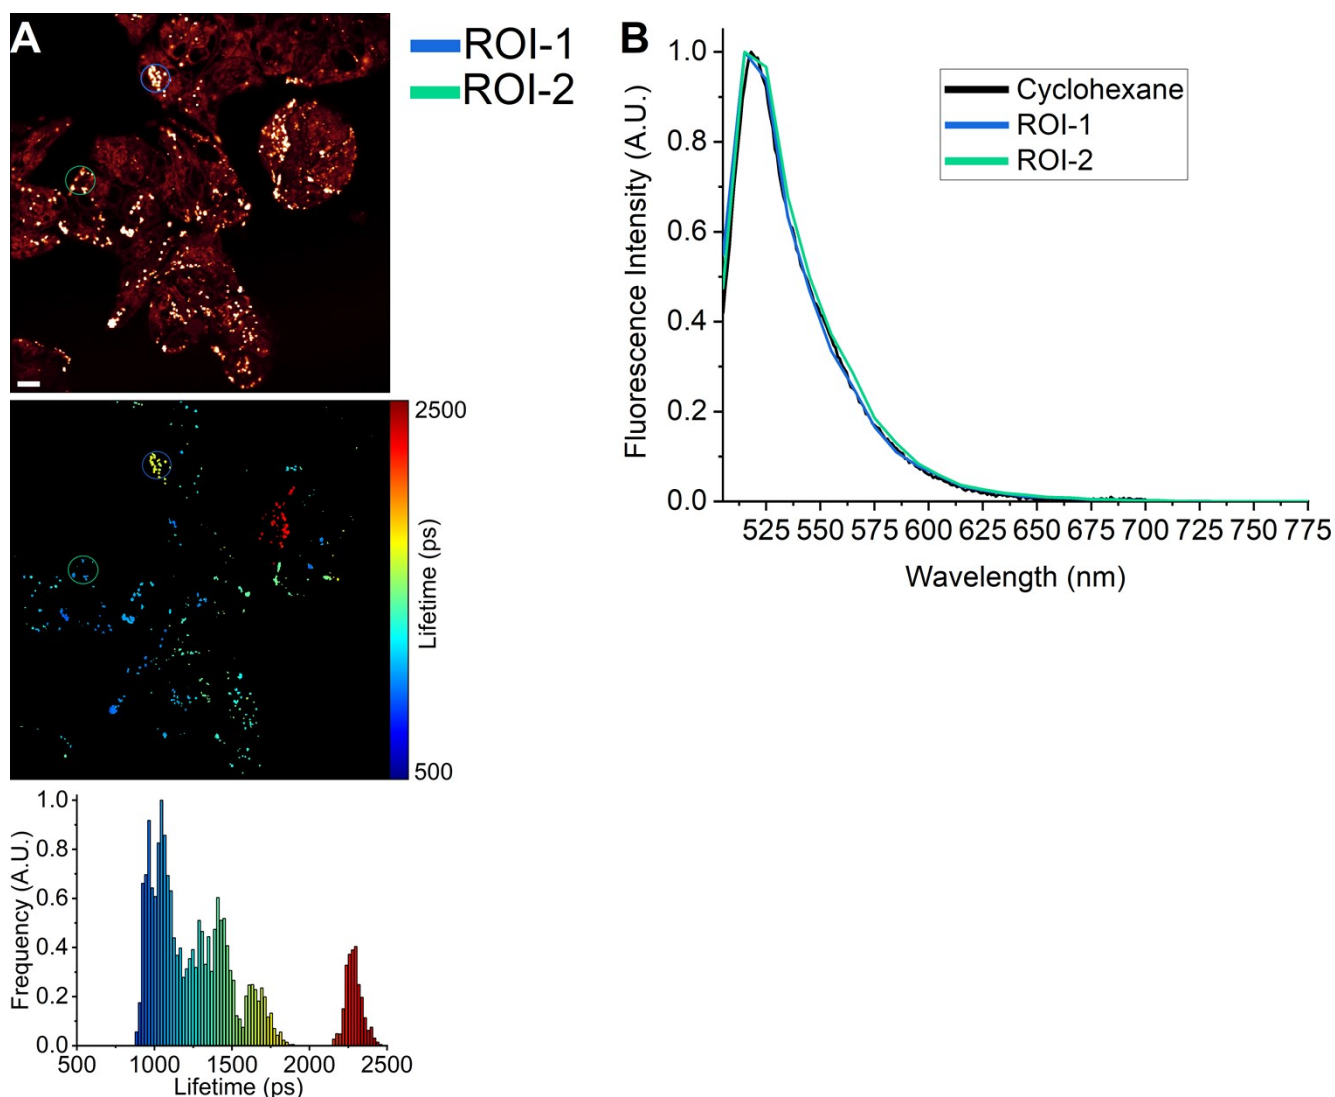 A
ROI-1
ROI-2
2500
Lifetime (ps)
500
Frequency (A.U.)
1.0
0.8
0.6
0.4
0.2
0.0
500 1000 1500 2000 2500
Lifetime (ps)
B
Fluorescence Intensity (A.U.)
1.0
0.8
0.6
0.4
0.2
0.0
Cyclohexane
ROI-1
ROI-2
525 550 575 600 625 650 675 700 725 750 775
Wavelength (nm)